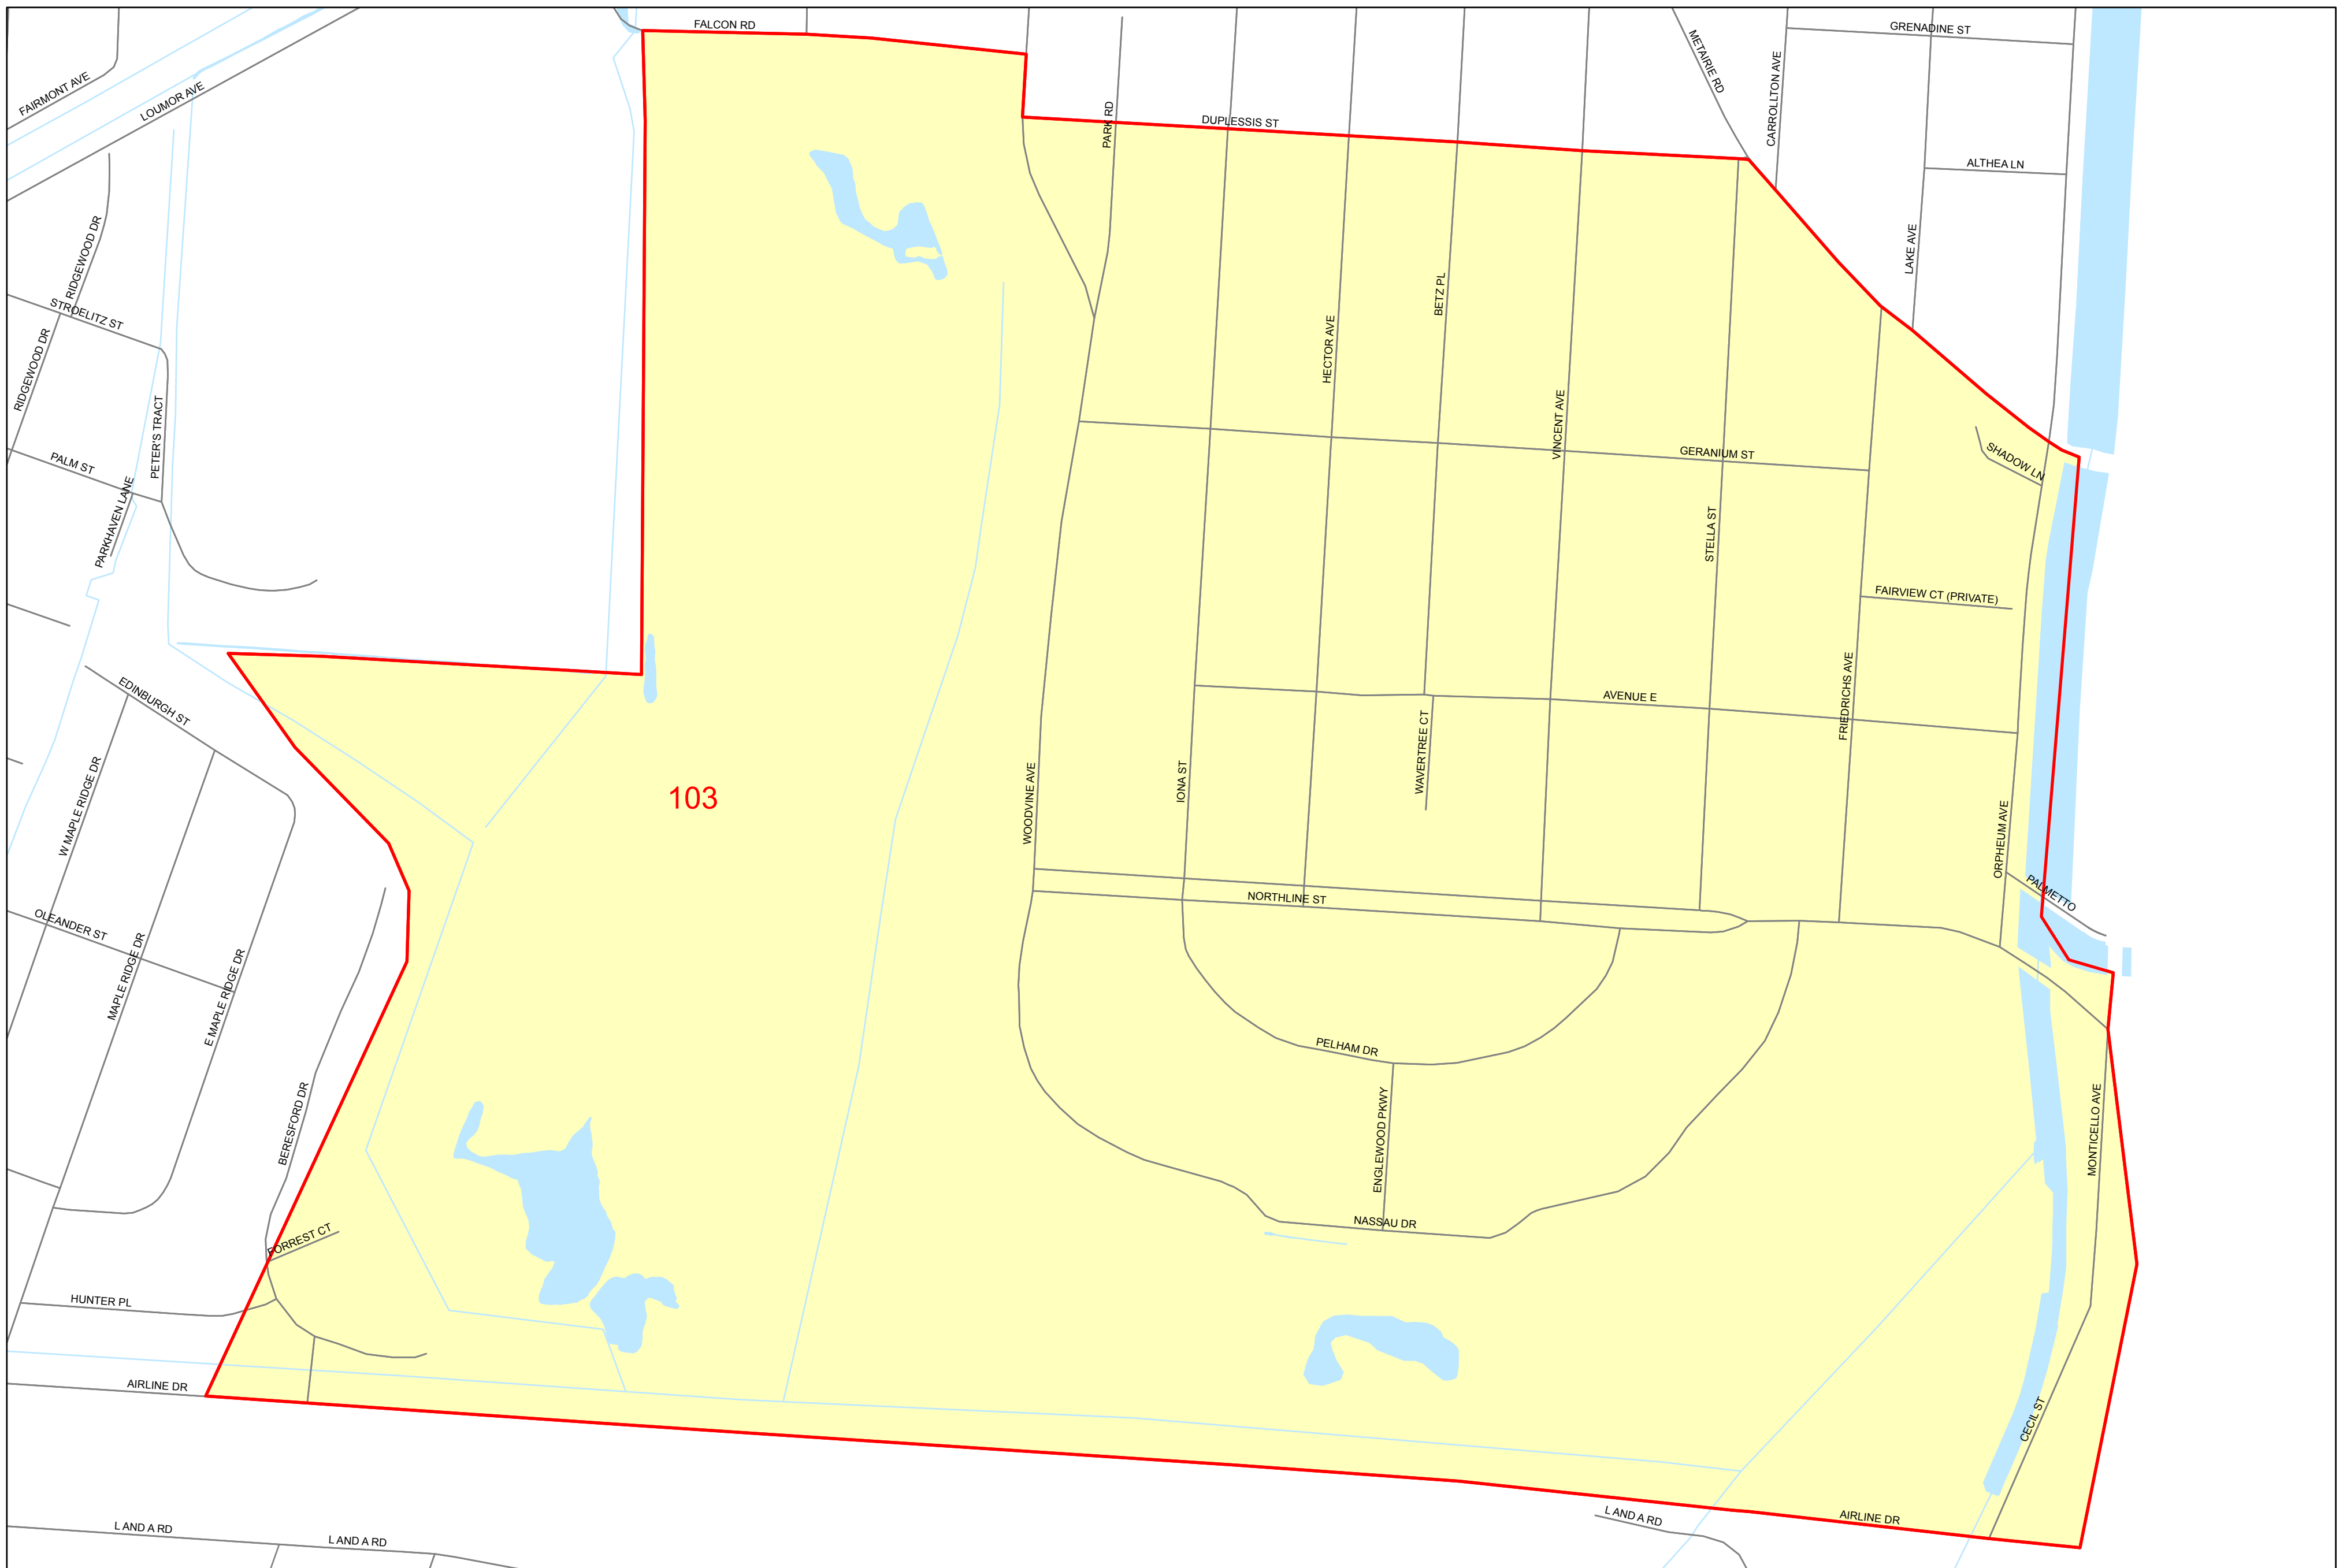 FALCON RD
GRENADINE ST
METAIRIE RD
CARROLLTON AVE
FAIRMONT AVE
LOUMOR AVE
PARK RD
DUPLESSIS ST
ALTHEA LN
RIDGEWOOD DR
LAKE AVE
STROELITZ ST
BETZ PL
RIDGEWOOD DR
HECTOR AVE
PETER'S TRACT
VINCENT AVE
GERANIUM ST
SHADOW LN
PALM ST
PARKHAVEN LANE
STELLA ST
FAIRVIEW CT (PRIVATE)
EDINBURGH ST
FRIEDRICHS AVE
AVENUE E
WAVERTREE CT
W MAPLE RIDGE DR
103
WOODVINE AVE
IONA ST
ORPHEUM AVE
PALMETTO
NORTHLINE ST
OLEANDER ST
MAPLE RIDGE DR
E MAPLE RIDGE DR
PELHAM DR
BERESFORD DR
ENGLEWOOD PKWY
MONTICELLO AVE
NASSAU DR
FORREST CT
HUNTER PL
AIRLINE DR
CECIL ST
L AND A RD
AIRLINE DR
L AND A RD
L AND A RD